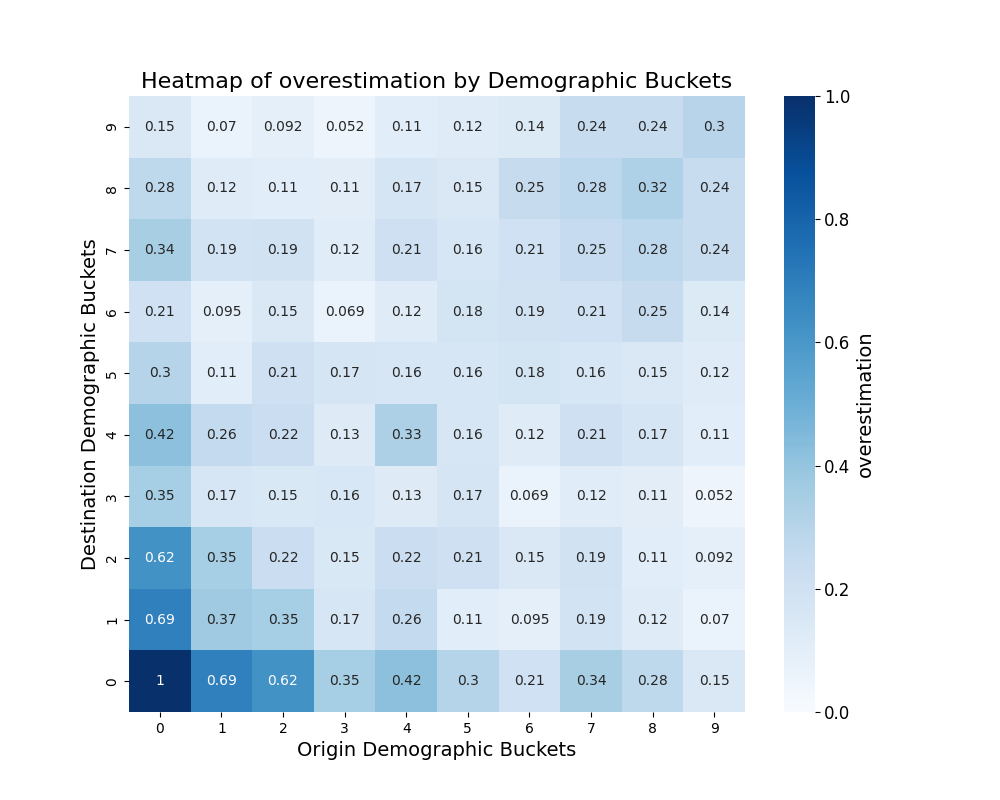 Heatmap of overestimation by Demographic Buckets
9 0.15 0.07 0.092 0.052 0.11 0.12 0.14 0.24 0.24 0.3
8 0.28 0.12 0.11 0.11 0.17 0.15 0.25 0.28 0.32 0.24
7 0.34 0.19 0.19 0.12 0.21 0.16 0.21 0.25 0.28 0.24
6 0.21 0.095 0.15 0.069 0.12 0.18 0.19 0.21 0.25 0.14
5 0.3 0.11 0.21 0.17 0.16 0.16 0.18 0.16 0.15 0.12
4 0.42 0.26 0.22 0.13 0.33 0.16 0.12 0.21 0.17 0.11
3 0.35 0.17 0.15 0.16 0.13 0.17 0.069 0.12 0.11 0.052
2 0.62 0.35 0.22 0.15 0.22 0.21 0.15 0.19 0.11 0.092
1 0.69 0.37 0.35 0.17 0.26 0.11 0.095 0.19 0.12 0.07
0 1 0.69 0.62 0.35 0.42 0.3 0.21 0.34 0.28 0.15
0 1 2 3 4 5 6 7 8 9
Origin Demographic Buckets
Destination Demographic Buckets
1.0
0.8
0.6
0.4
0.2
0.0
overestimation